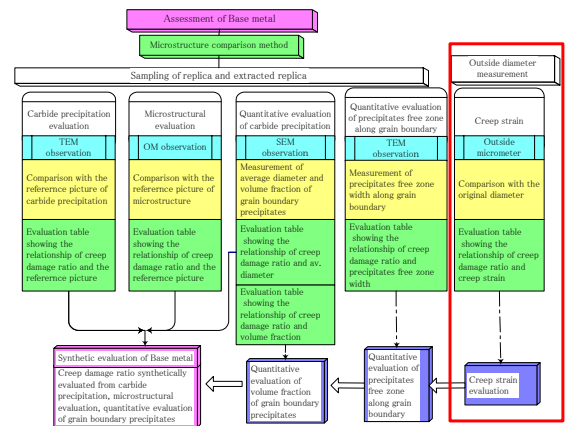 Assessment of Base metal
Microstructure comparison method
Sampling of replica and extracted replica
Outside diameter
measurement
Carbide precipitation
evaluation
TEM
observation
Comparison with the
referernce picture of
carbide precipitation
Evaluation table
showing the
relationship of creep
damage ratio and the
referernce picture
Microstructural
evaluation
OM observation
Comparison with the
refernnce picture of
microstructure
Evaluation table
showing the
relationship of creep
damage ratio and the
refernnce picture
Quantitative evaluation
of carbide precipitation
SEM
observation
Measurement of
average diameter and
volume fraction of
grain boundary
precipitates
Evaluation table
showing the
relationship of creep
damage ratio and av.
diameter
Evaluation table
showing the
relationship of creep
damage ratio and
volume fraction
Quantitative evaluation
of precipitates free zone
along grain boundary
TEM
observation
Measurement of
precipitates free zone
width along grain
boundary
Evaluation table
showing the
relationship of creep
damage ratio and
precipitates free zone
width
Creep strain
Outside
micrometer
Comparison with the
original diameter
Evaluation table
showing the
relationship of creep
damage ratio and
creep strain
Synthetic evaluation of Base metal
Creep damage ratio synthetically
evaluated from carbide
precipitation, microstructural
evaluation, quantitative evaluation
of grain boundary precipitates
Quantitative
evaluation of
volume fraction
of grain boundary
precipitates
Quantitative
evaluation of
precipitates
free zone
along grain
boundary
Creep strain
evaluation